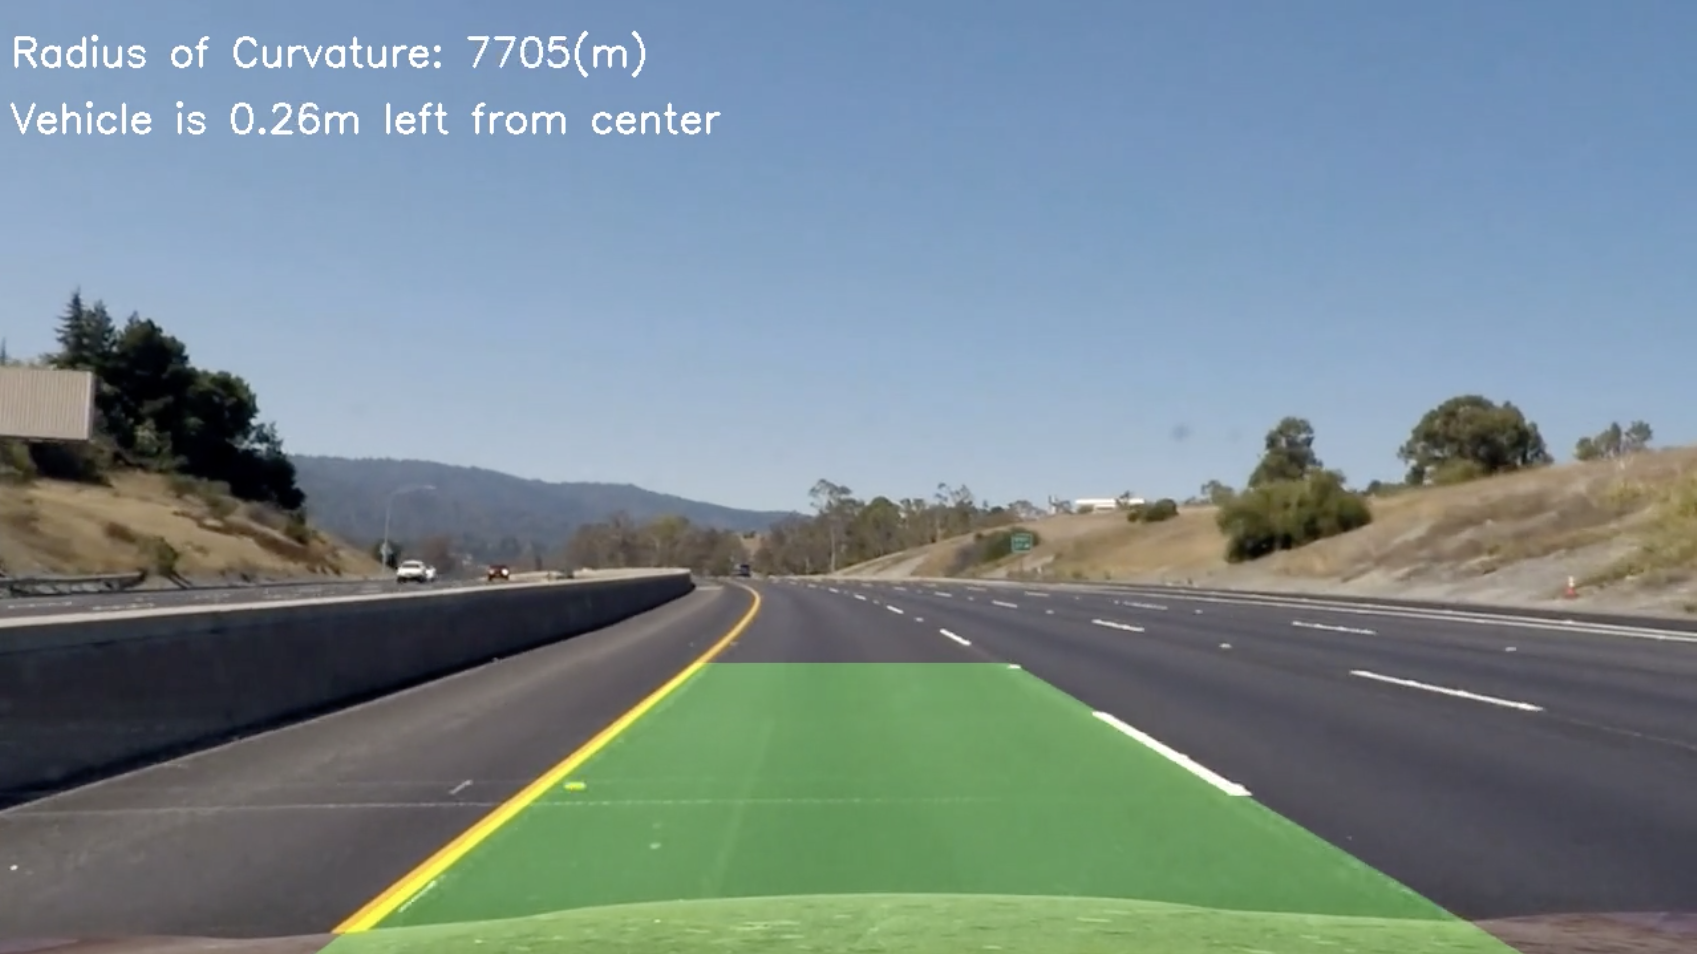 Radius of Curvature: 7705(m)
Vehicle is 0.26m left from center